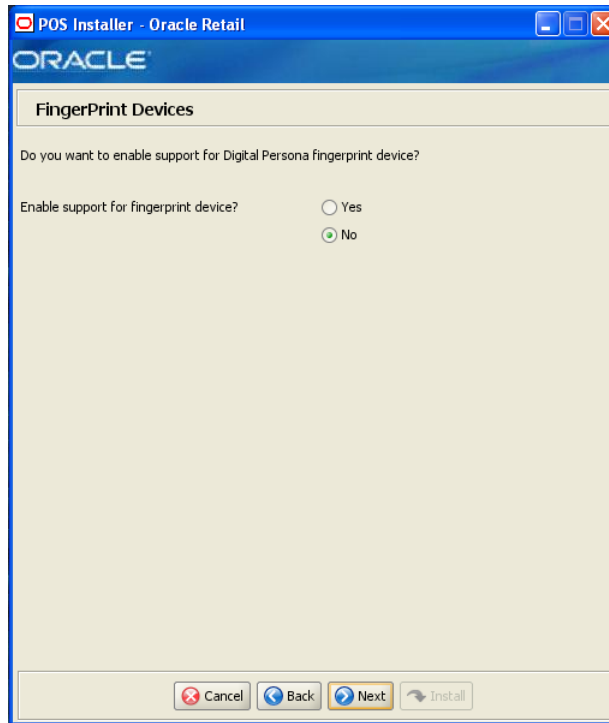 POS Installer - Oracle Retail
ORACLE
FingerPrint Devices
Do you want to enable support for Digital Persona fingerprint device?
Enable support for fingerprint device?
Yes
No
Cancel
Back
Next
Install